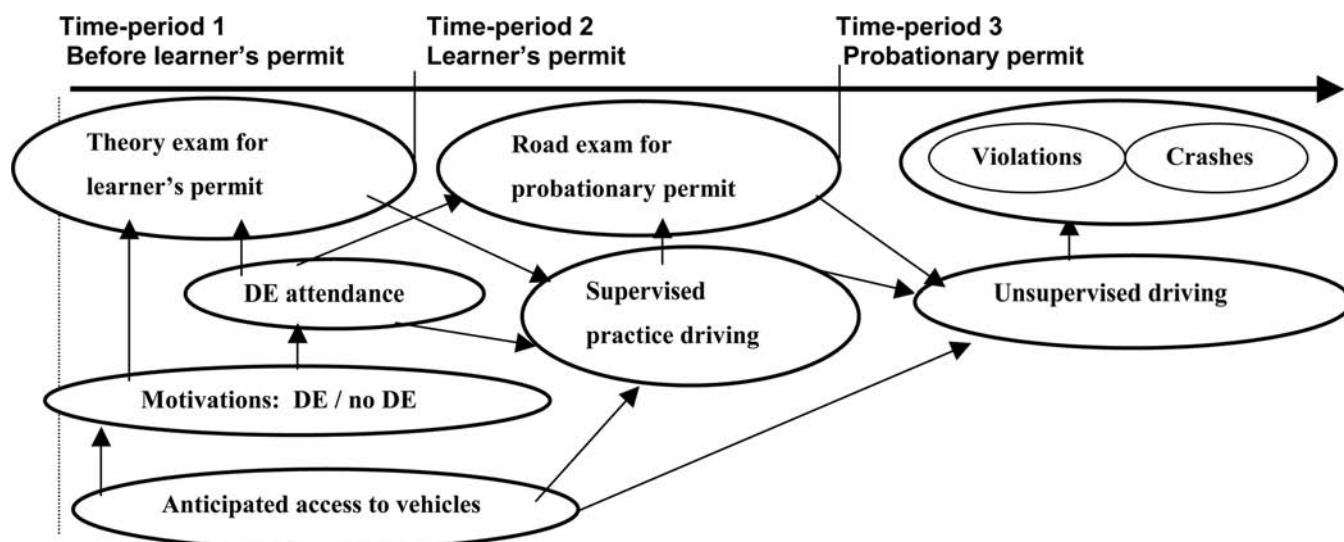 Time-period 1
Before learner’s permit
Time-period 2
Learner’s permit
Time-period 3
Probationary permit
Theory exam for
learner’s permit
Road exam for
probationary permit
Violations
Crashes
DE attendance
Supervised
practice driving
Unsupervised driving
Motivations: DE / no DE
Anticipated access to vehicles